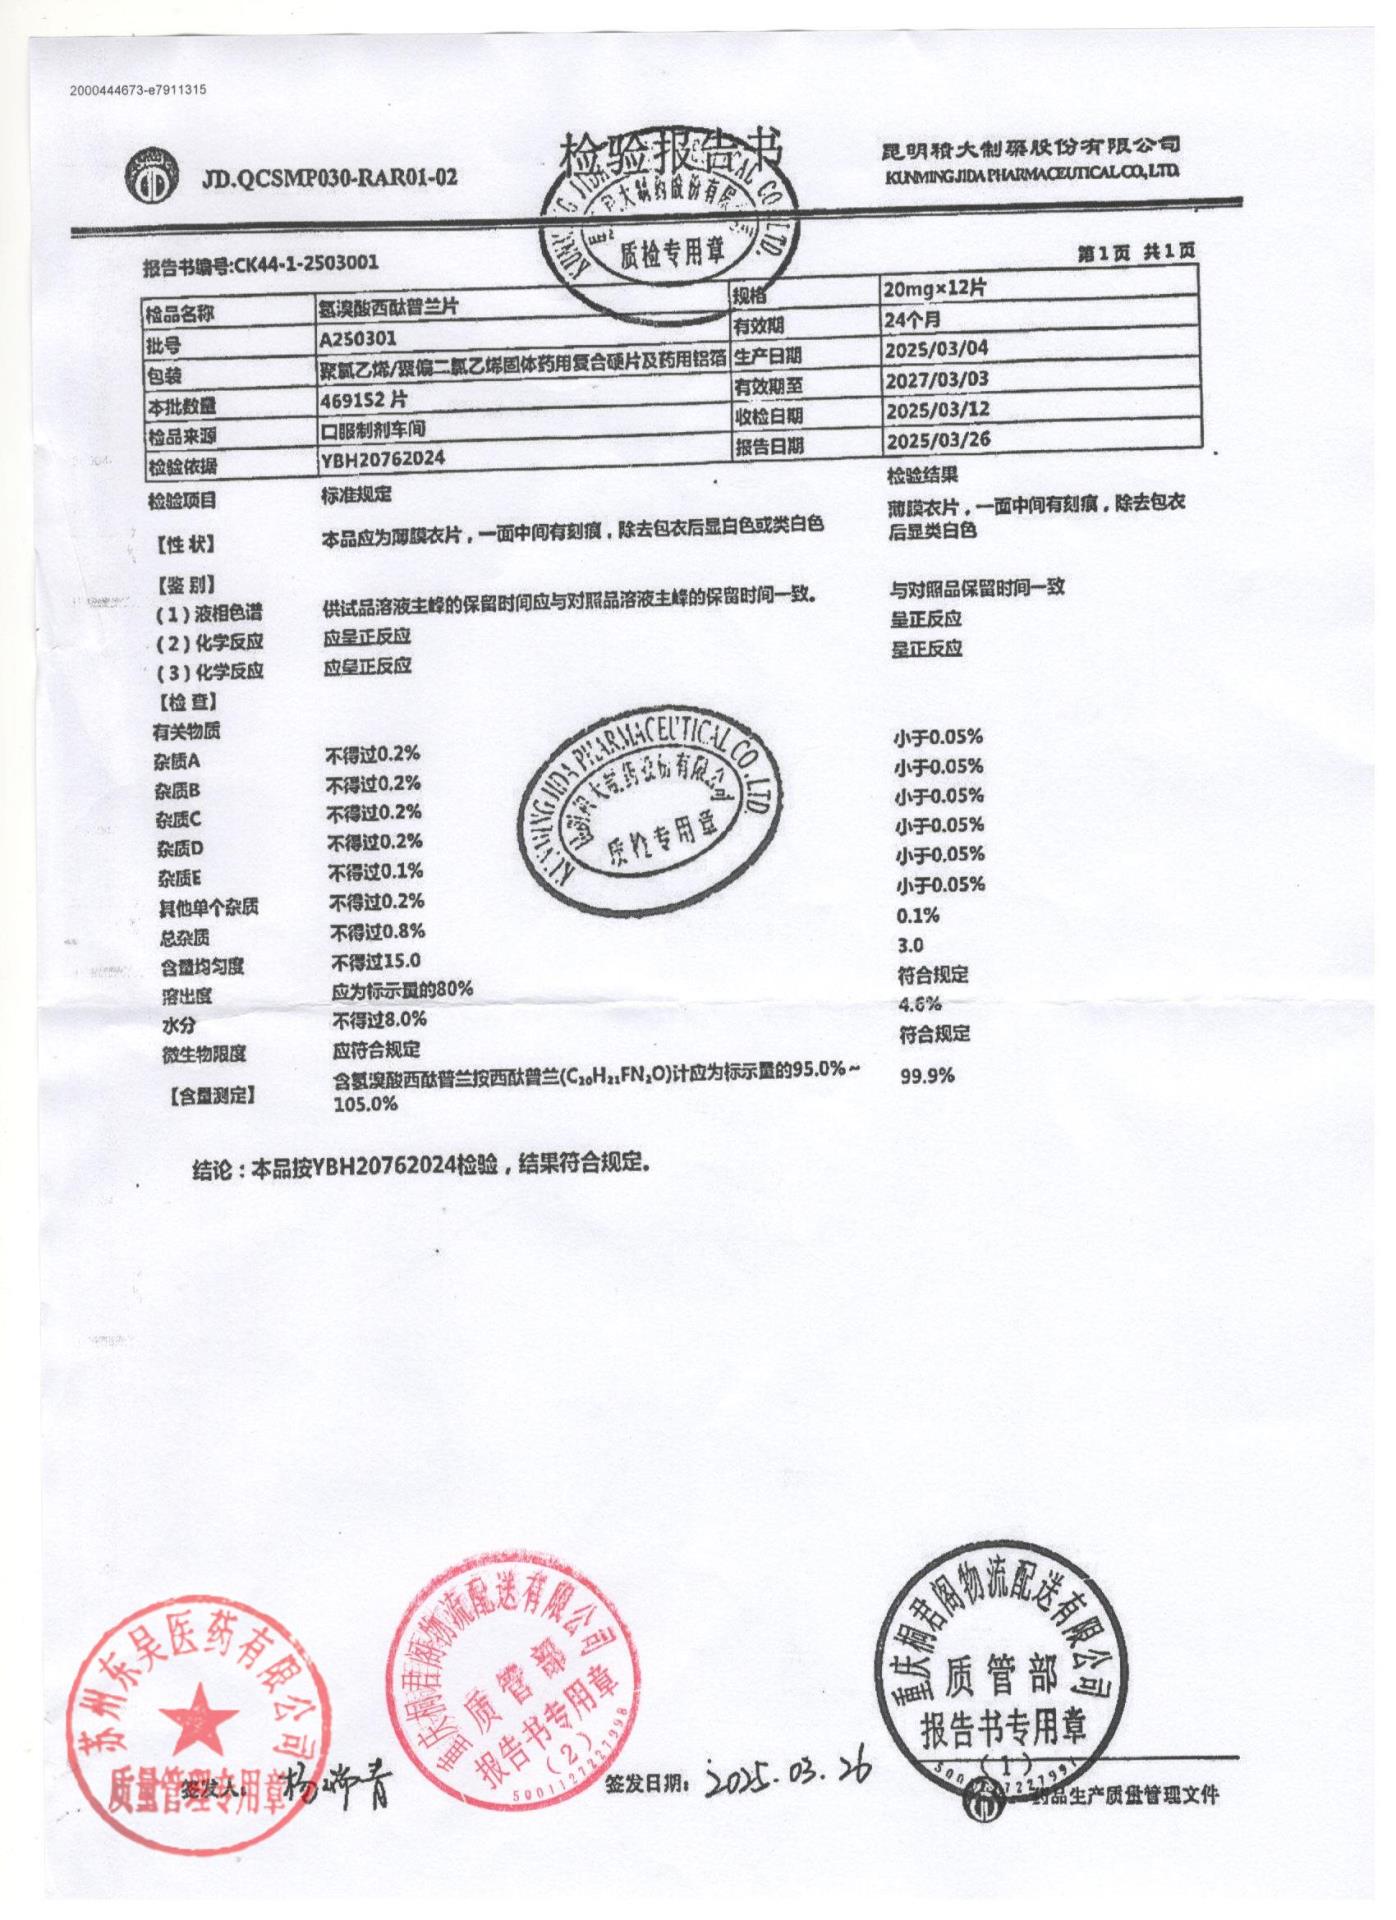 2000444673-e7911315
JD.QCSMP030-RAR01-02
检验报告书
昆明积大制药股份有限公司
KUNMING JIDA PHARMACEUTICAL CO., LTD.
质检专用章
报告书编号:CK44-1-2503001
第1页 共1页
检品名称 氢溴酸西酞普兰片 规格 20mg×12片
批号 A250301 有效期 24个月
包装 聚氯乙烯/聚偏二氯乙烯固体药用复合硬片及药用铝箔 生产日期 2025/03/04
本批数量 469152 片 有效期至 2027/03/03
检品来源 口服制剂车间 收检日期 2025/03/12
检验依据 YBH20762024 报告日期 2025/03/26
检验项目 标准规定 检验结果
【性 状】 本品应为薄膜衣片，一面中间有刻痕，除去包衣后显白色或类白色 薄膜衣片，一面中间有刻痕，除去包衣
后显类白色
【鉴 别】
(1) 液相色谱 供试品溶液主峰的保留时间应与对照品溶液主峰的保留时间一致。 与对照品保留时间一致
(2) 化学反应 应呈正反应 呈正反应
(3) 化学反应 应呈正反应 呈正反应
【检 查】
有关物质
杂质A 不得过0.2% 小于0.05%
杂质B 不得过0.2% 小于0.05%
杂质C 不得过0.2% 小于0.05%
杂质D 不得过0.2% 小于0.05%
杂质E 不得过0.1% 小于0.05%
其他单个杂质 不得过0.2% 小于0.05%
总杂质 不得过0.8% 0.1%
含量均匀度 不得过15.0 3.0
溶出度 应为标示量的80% 符合规定
水分 不得过8.0% 4.6%
微生物限度 应符合规定 符合规定
【含量测定】 含氢溴酸西酞普兰按西酞普兰(C₂₀H₂₁FN₂O)计应为标示量的95.0%~
105.0% 99.9%
KUNMING JIDA PHARMACEUTICAL CO., LTD.
质检专用章
结论：本品按YBH20762024检验，结果符合规定。
苏州东吴医药有限公司
质量管理专用章
重庆桐君阁物流配送有限公司
质管部
报告书专用章
(2)
5001127221998
重庆桐君阁物流配送有限公司
质管部
报告书专用章
(1)
签发人：
签发日期：2025.03.26
药品生产质量管理文件